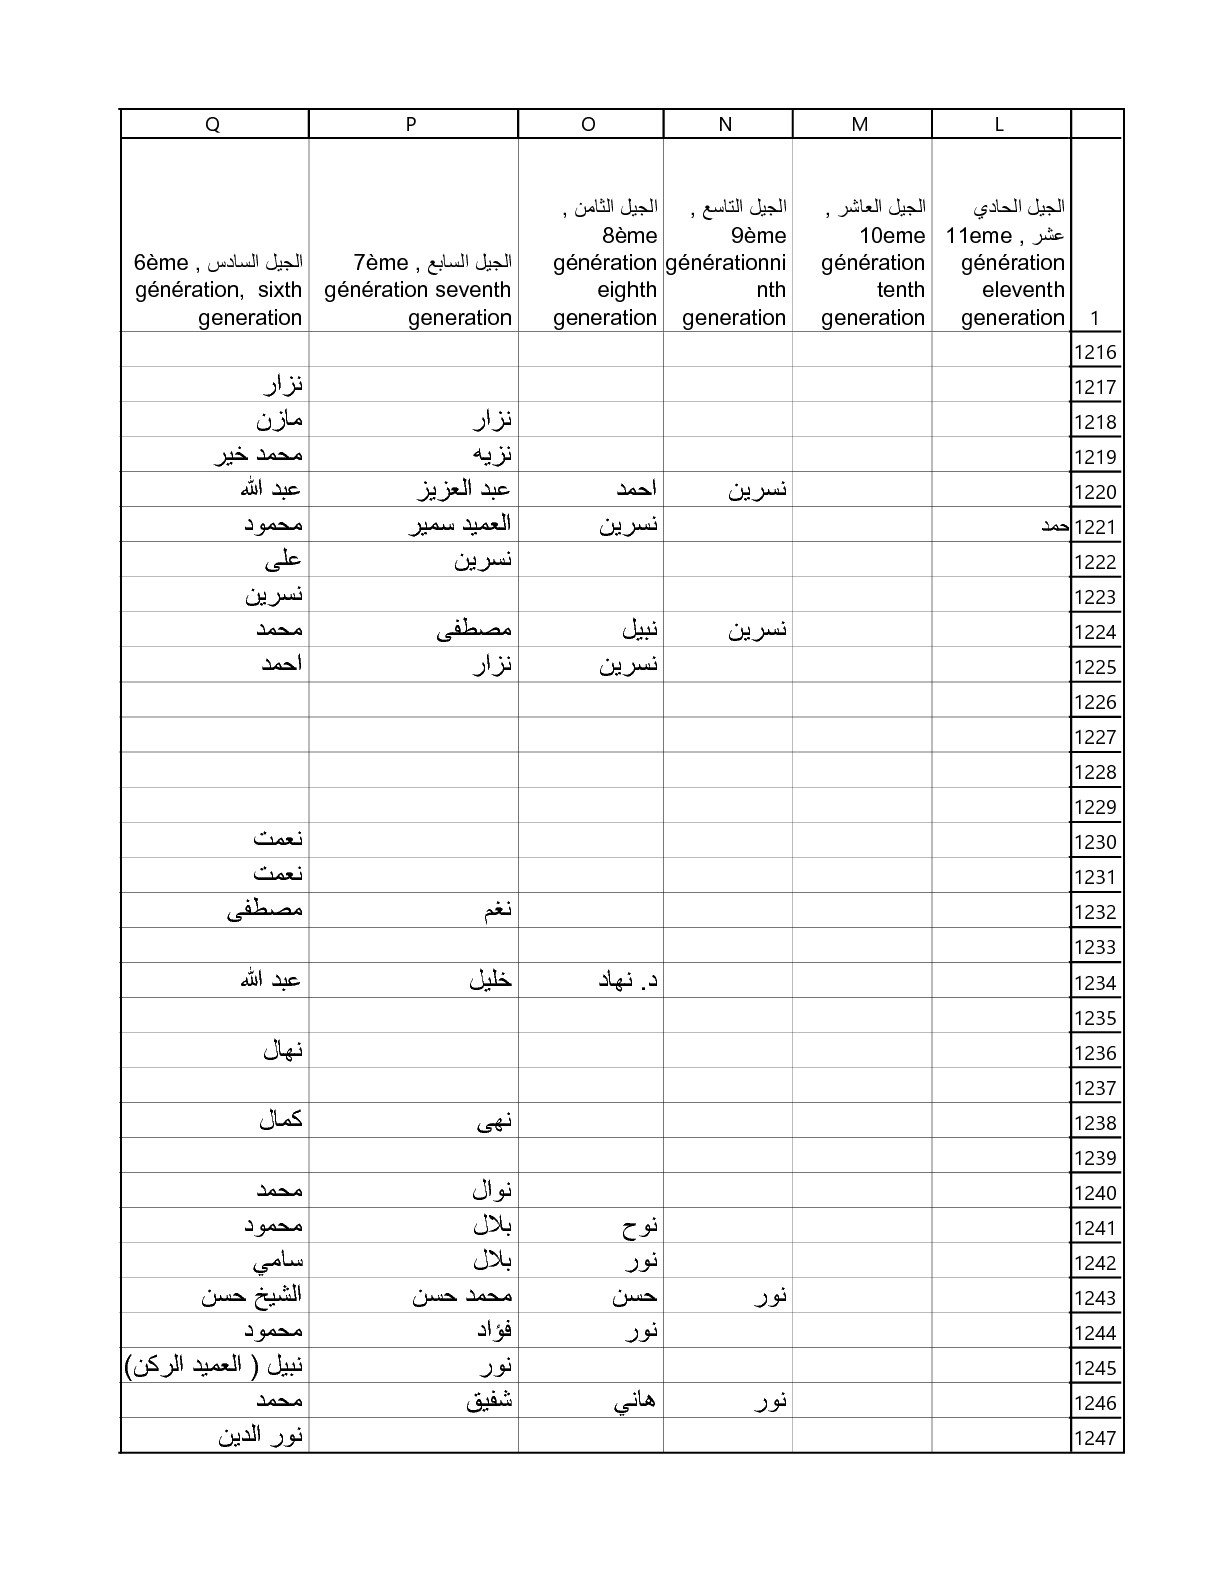 L M N O P Q
1 الجيل الحادي عشر , 11eme génération eleventh generation الجيل العاشر , 10eme génération tenth generation الجيل التاسع , 9ème générationni nth generation الجيل الثامن , 8ème génération eighth generation الجيل السابع , 7ème génération seventh generation الجيل السادس , 6ème génération, sixth generation
1216
1217 نزار
1218 نزار مازن
1219 نزيه محمد خير
1220 نسرين احمد عبد العزيز عبد الله
1221 حمد نسرين العميد سمير محمود
1222 نسرين على
1223 نسرين
1224 نسرين نبيل مصطفى محمد
1225 نسرين نزار احمد
1226
1227
1228
1229
1230 نعمت
1231 نعمت
1232 نغم مصطفى
1233
1234 د. نهاد خليل عبد الله
1235
1236 نهال
1237
1238 نهى كمال
1239
1240 نوال محمد
1241 نوح بلال محمود
1242 نور بلال سامي
1243 نور حسن محمد حسن الشيخ حسن
1244 نور فؤاد محمود
1245 نور نبيل ( العميد الركن)
1246 نور هاني شفيق محمد
1247 نور الدين